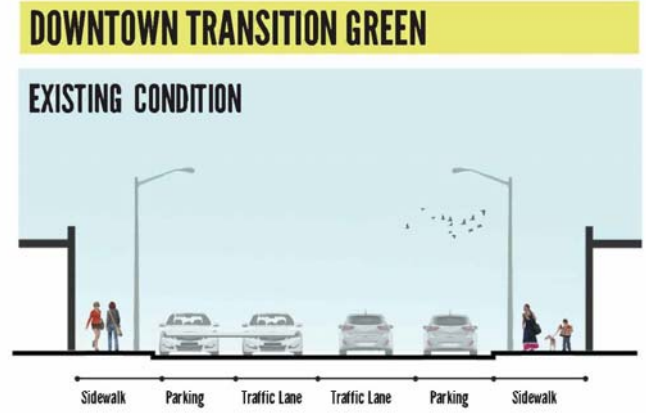 DOWNTOWN TRANSITION GREEN
EXISTING CONDITION
Sidewalk Parking Traffic Lane Traffic Lane Parking Sidewalk